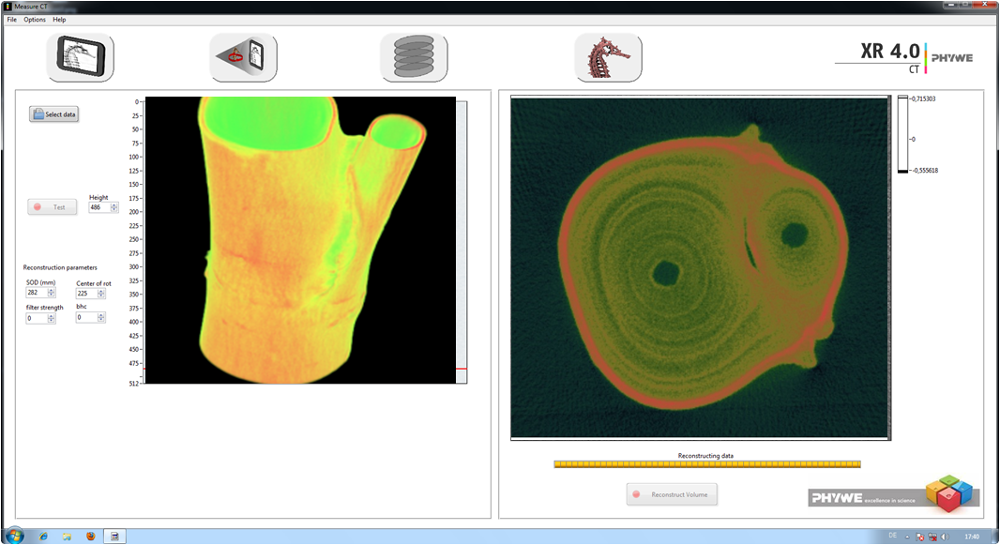 Measure CT
File Options Help
XR 4.0
CT
PHYWE
Select data
Test
Height
486
Reconstruction parameters
SOD (mm)
282
Center of rot
225
filter strength
0
bhc
0
0
25
50
75
100
125
150
175
200
225
250
275
300
325
350
375
400
425
450
475
512
0,715303
0
-0,555618
Reconstructing data
Reconstruct Volume
PHYWE excellence in science
DE
17:40